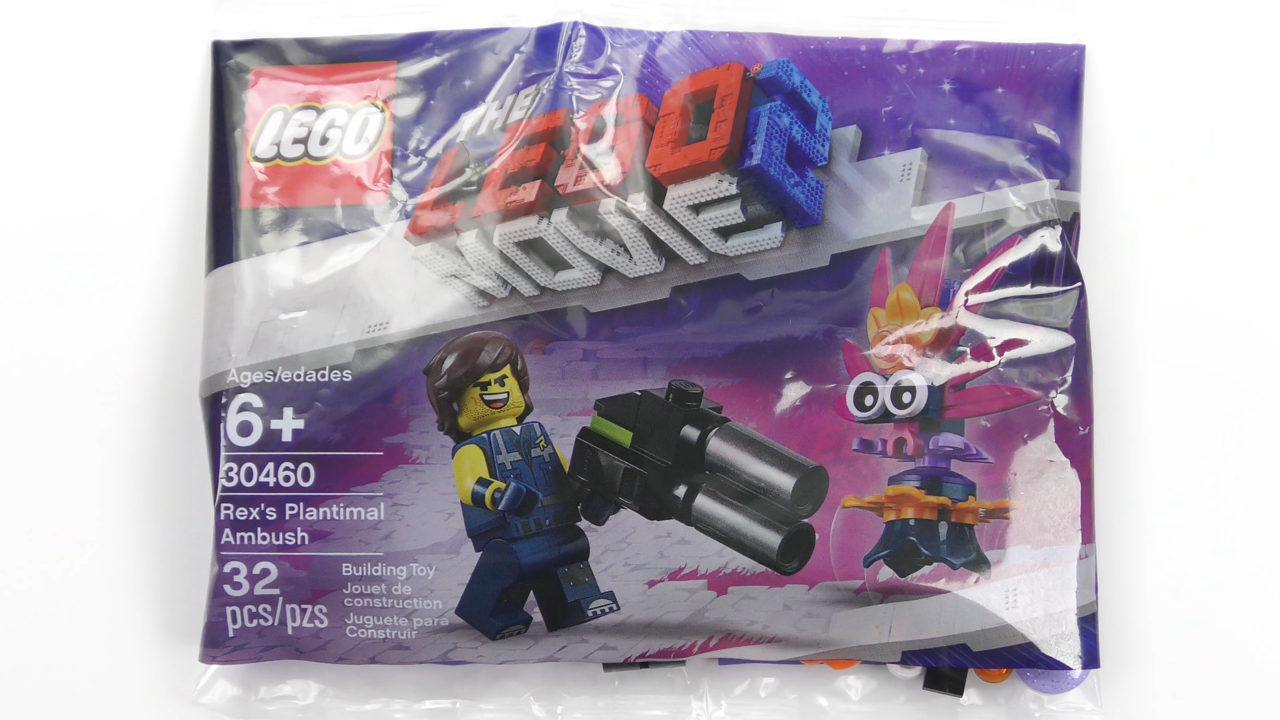 LEGO
THE
LEGO 2
MOVIE
Ages/edades
6+
30460
Rex's Plantimal
Ambush
32
pcs/pzs
Building Toy
Jouet de
construction
Juguete para
Construir